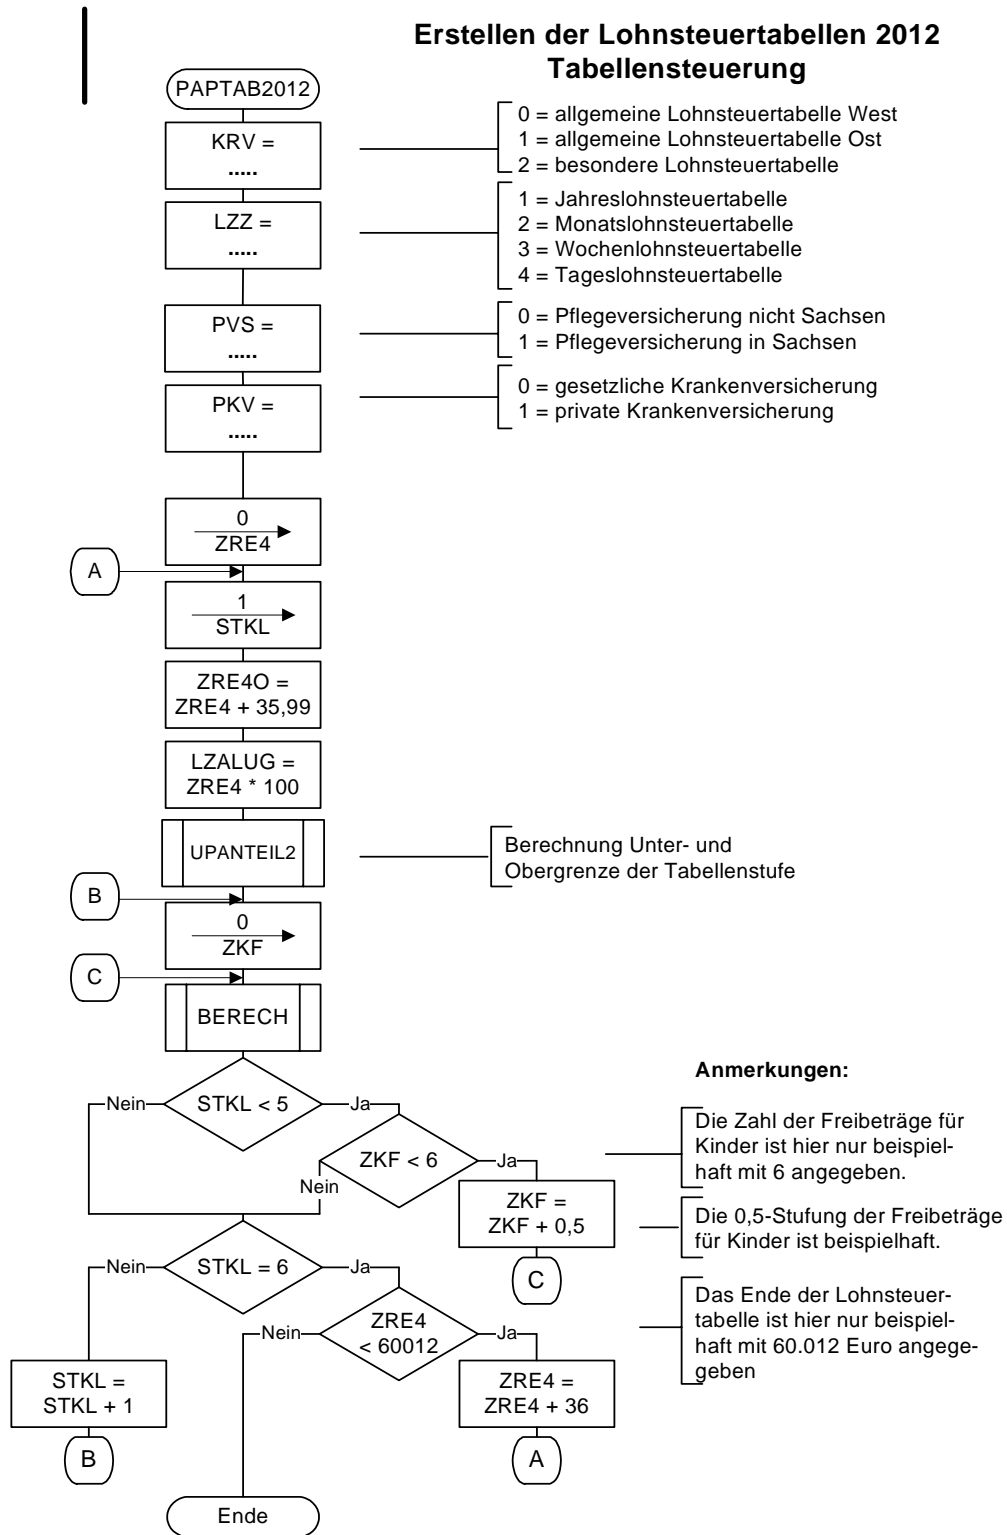 Erstellen der Lohnsteuertabellen 2012
Tabellensteuerung
PAPTAB2012
KRV =
.....
0 = allgemeine Lohnsteuertabelle West
1 = allgemeine Lohnsteuertabelle Ost
2 = besondere Lohnsteuertabelle
LZZ =
.....
1 = Jahreslohnsteuertabelle
2 = Monatslohnsteuertabelle
3 = Wochenlohnsteuertabelle
4 = Tageslohnsteuertabelle
PVS =
.....
0 = Pflegeversicherung nicht Sachsen
1 = Pflegeversicherung in Sachsen
PKV =
.....
0 = gesetzliche Krankenversicherung
1 = private Krankenversicherung
0
ZRE4
A
1
STKL
ZRE4O =
ZRE4 + 35,99
LZALUG =
ZRE4 * 100
UPANTEIL2
Berechnung Unter- und
Obergrenze der Tabellenstufe
B
0
ZKF
C
BERECH
Anmerkungen:
Nein
STKL < 5
Ja
ZKF < 6
Ja
Nein
Die Zahl der Freibeträge für
Kinder ist hier nur beispiel-
haft mit 6 angegeben.
ZKF =
ZKF + 0,5
Die 0,5-Stufung der Freibeträge
für Kinder ist beispielhaft.
C
Nein
STKL = 6
Ja
Nein
ZRE4
< 60012
Ja
Das Ende der Lohnsteuer-
tabelle ist hier nur beispiel-
haft mit 60.012 Euro angege-
geben
STKL =
STKL + 1
ZRE4 =
ZRE4 + 36
B
A
Ende